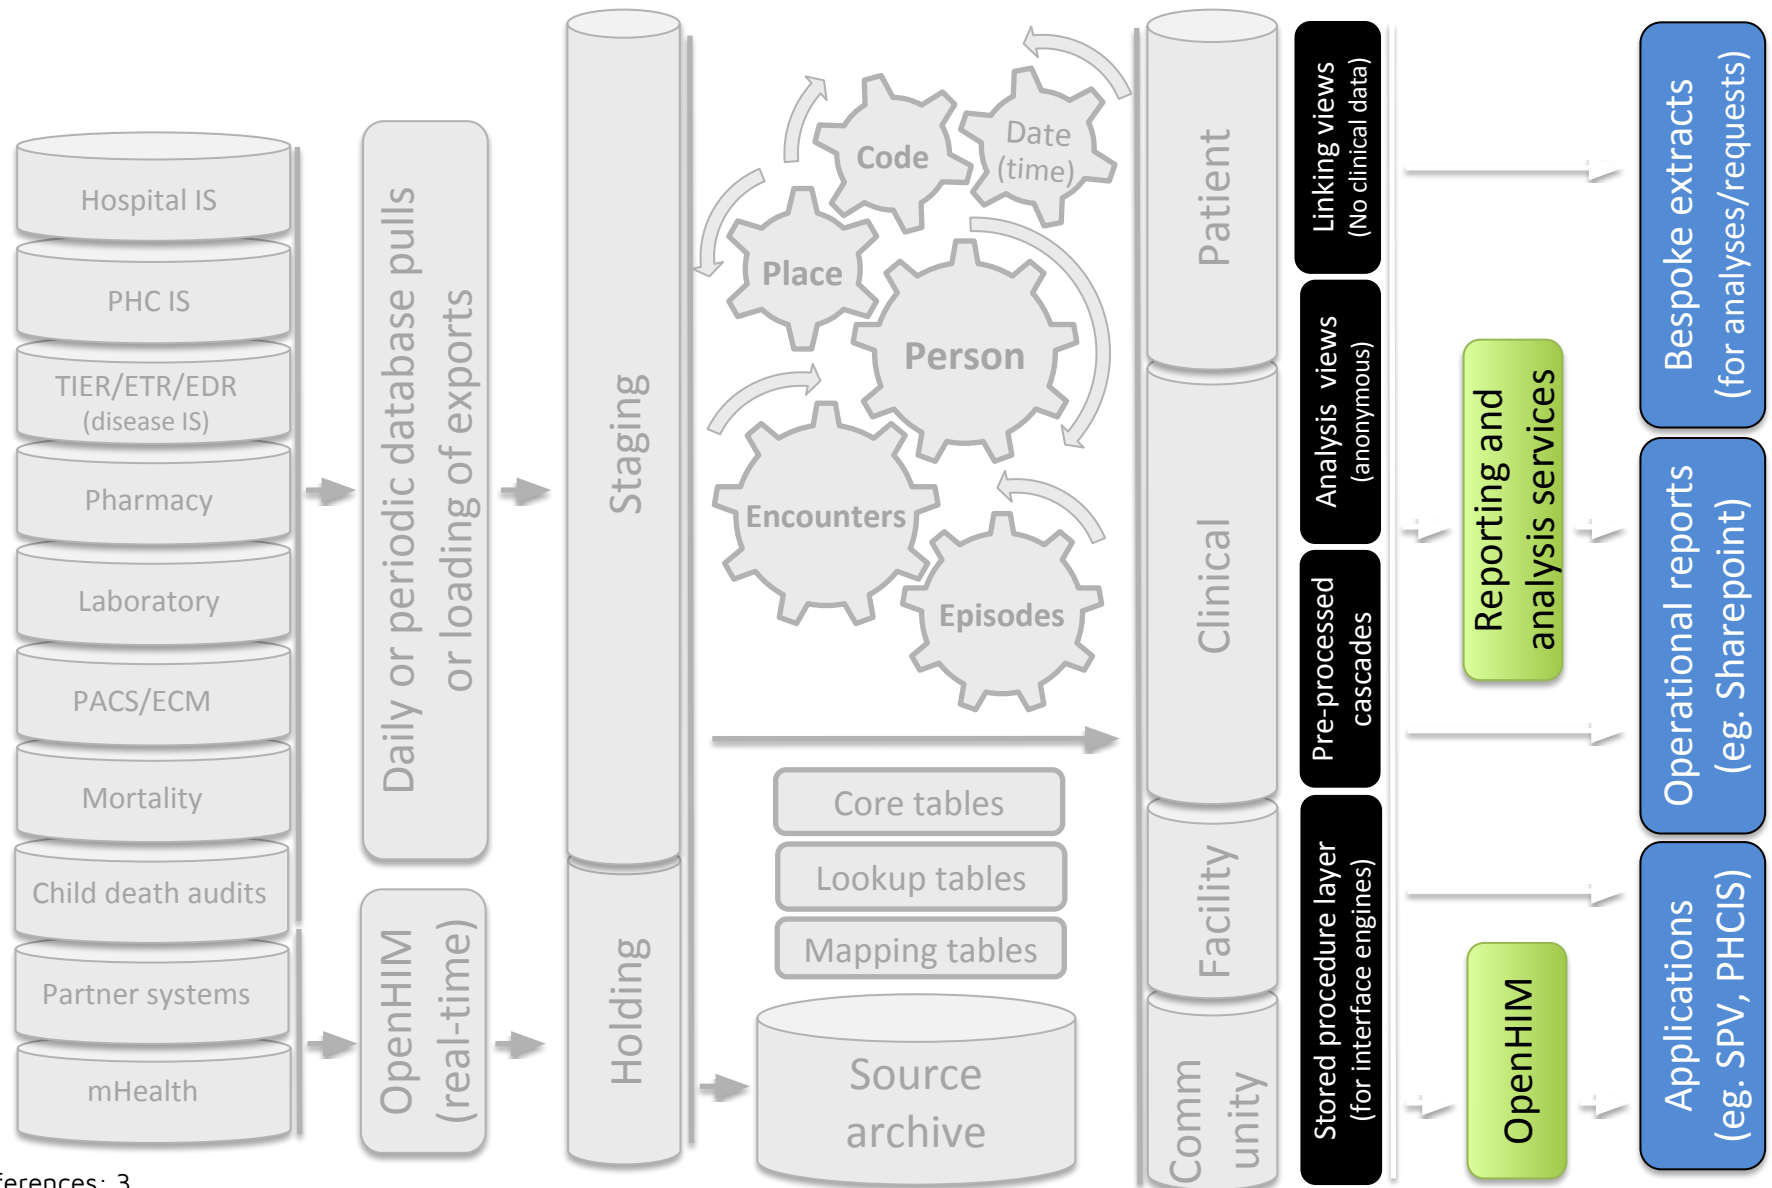 Hospital IS
PHC IS
TIER/ETR/EDR
(disease IS)
Pharmacy
Laboratory
PACS/ECM
Mortality
Child death audits
Partner systems
mHealth
Daily or periodic database pulls
or loading of exports
OpenHIM
(real-time)
Staging
Holding
Code
Date
(time)
Place
Person
Encounters
Episodes
Core tables
Lookup tables
Mapping tables
Source
archive
Patient
Clinical
Facility
Comm
unity
Linking views
(No clinical data)
Analysis views
(anonymous)
Pre-processed
cascades
Stored procedure layer
(for interface engines)
Reporting and
analysis services
OpenHIM
Bespoke extracts
(for analyses/requests)
Operational reports
(eg. Sharepoint)
Applications
(eg. SPV, PHCIS)
ferences: 3